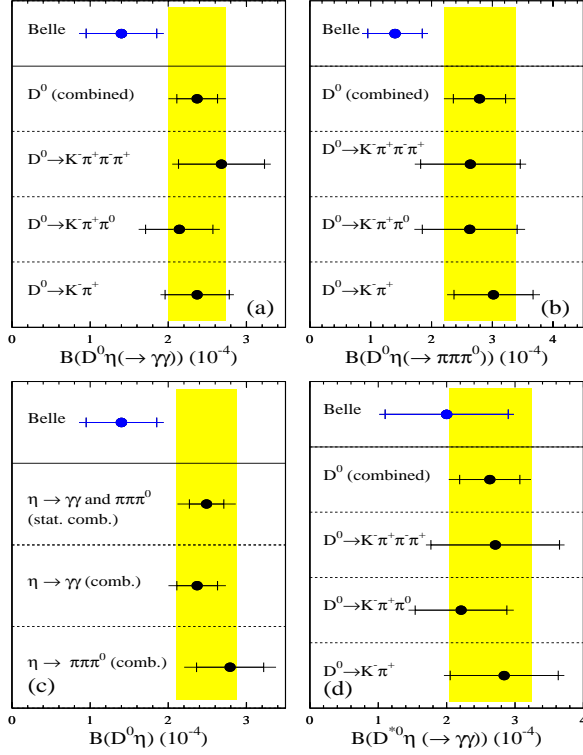 Belle
D⁰ (combined)
D⁰→K⁻π⁺π⁻π⁺
D⁰→K⁻π⁺π⁰
D⁰→K⁻π⁺
(a)
0 1 2 3
B(D⁰η(→ γγ)) (10⁻⁴)
Belle
D⁰ (combined)
D⁰→K⁻π⁺π⁻π⁺
D⁰→K⁻π⁺π⁰
D⁰→K⁻π⁺
(b)
0 2 4
B(D⁰η(→ πππ⁰)) (10⁻⁴)
Belle
η → γγ and πππ⁰
(stat. comb.)
η → γγ (comb.)
η → πππ⁰ (comb.)
(c)
0 1 2 3
B(D⁰η) (10⁻⁴)
Belle
D⁰ (combined)
D⁰→K⁻π⁺π⁻π⁺
D⁰→K⁻π⁺π⁰
D⁰→K⁻π⁺
(d)
0 1 2 3 4
B(D*⁰η (→ γγ)) (10⁻⁴)